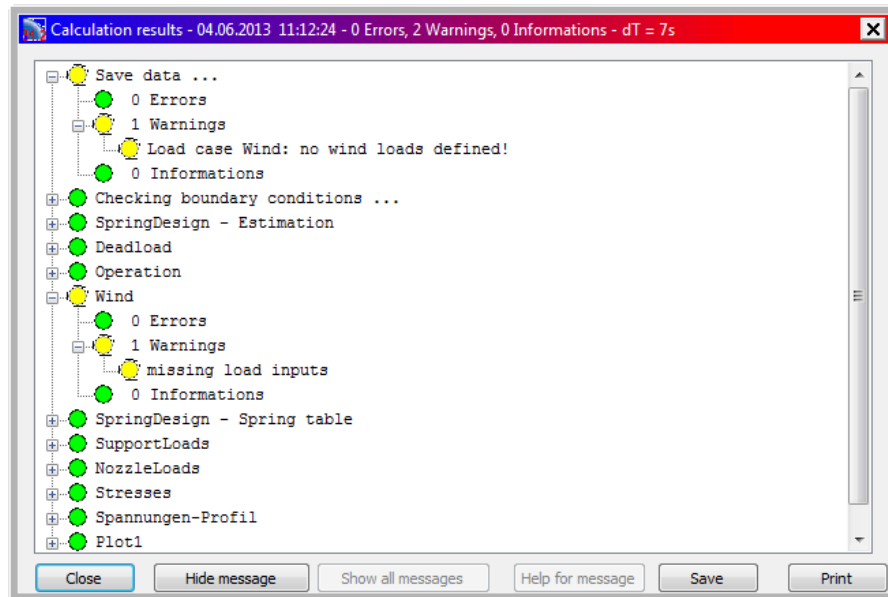 Calculation results - 04.06.2013 11:12:24 - 0 Errors, 2 Warnings, 0 Informations - dT = 7s
Save data ...
0 Errors
1 Warnings
Load case Wind: no wind loads defined!
0 Informations
Checking boundary conditions ...
SpringDesign - Estimation
Deadload
Operation
Wind
0 Errors
1 Warnings
missing load inputs
0 Informations
SpringDesign - Spring table
SupportLoads
NozzleLoads
Stresses
Spannungen-Profil
Plot1
Close Hide message Show all messages Help for message Save Print